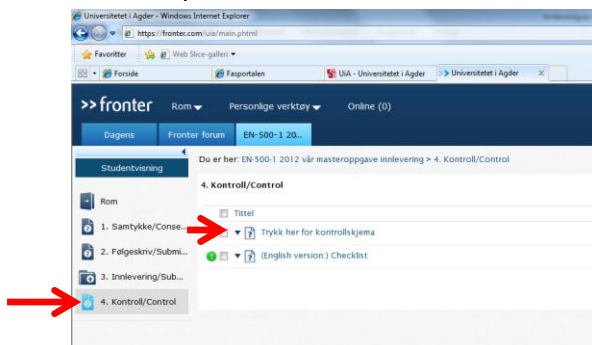 Universitetet i Agder - Windows Internet Explorer
https://fronter.com/uia/main.phtml
Favoritter Web Slice-galleri
Forside Fasportalen UiA - Universitetet i Agder >> Universitetet i Agder X
>> fronter Rom Personlige verktøy Online (0)
Dagens Fronter forum EN-500-1 20...
Studentvisning
Du er her: EN-500-1 2012 vår masteroppgave innlevering > 4. Kontroll/Control
4. Kontroll/Control
Rom
Tittel
1. Samtykke/Conse...
Trykk her for kontrollskjema
2. Følgeskriv/Submi...
(English version:) Checklist
3. Innlevering/Sub...
4. Kontroll/Control